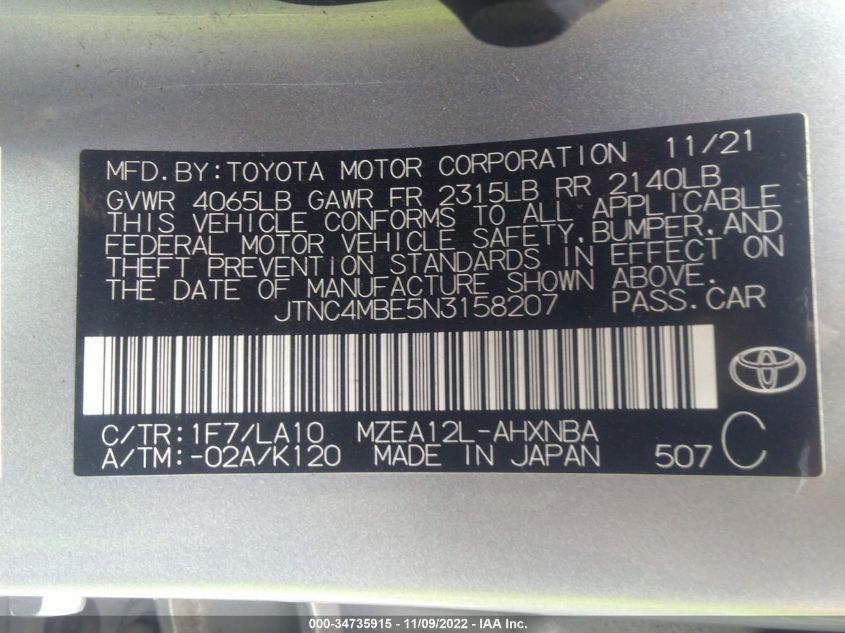 MFD.BY:TOYOTA MOTOR CORPORATION 11/21
GVWR 4065LB GAWR FR 2315LB RR 2140LB
THIS VEHICLE CONFORMS TO ALL APPLICABLE
FEDERAL MOTOR VEHICLE SAFETY,BUMPER,AND
THEFT PREVENTION STANDARDS IN EFFECT ON
THE DATE OF MANUFACTURE SHOWN ABOVE.
JTNC4MBE5N3158207 PASS.CAR
C/TR:1F7/LA10 MZEA12L-AHXNBA
A/TM:-02A/K120 MADE IN JAPAN 507 C
000-34735915 - 11/09/2022 - IAA Inc.